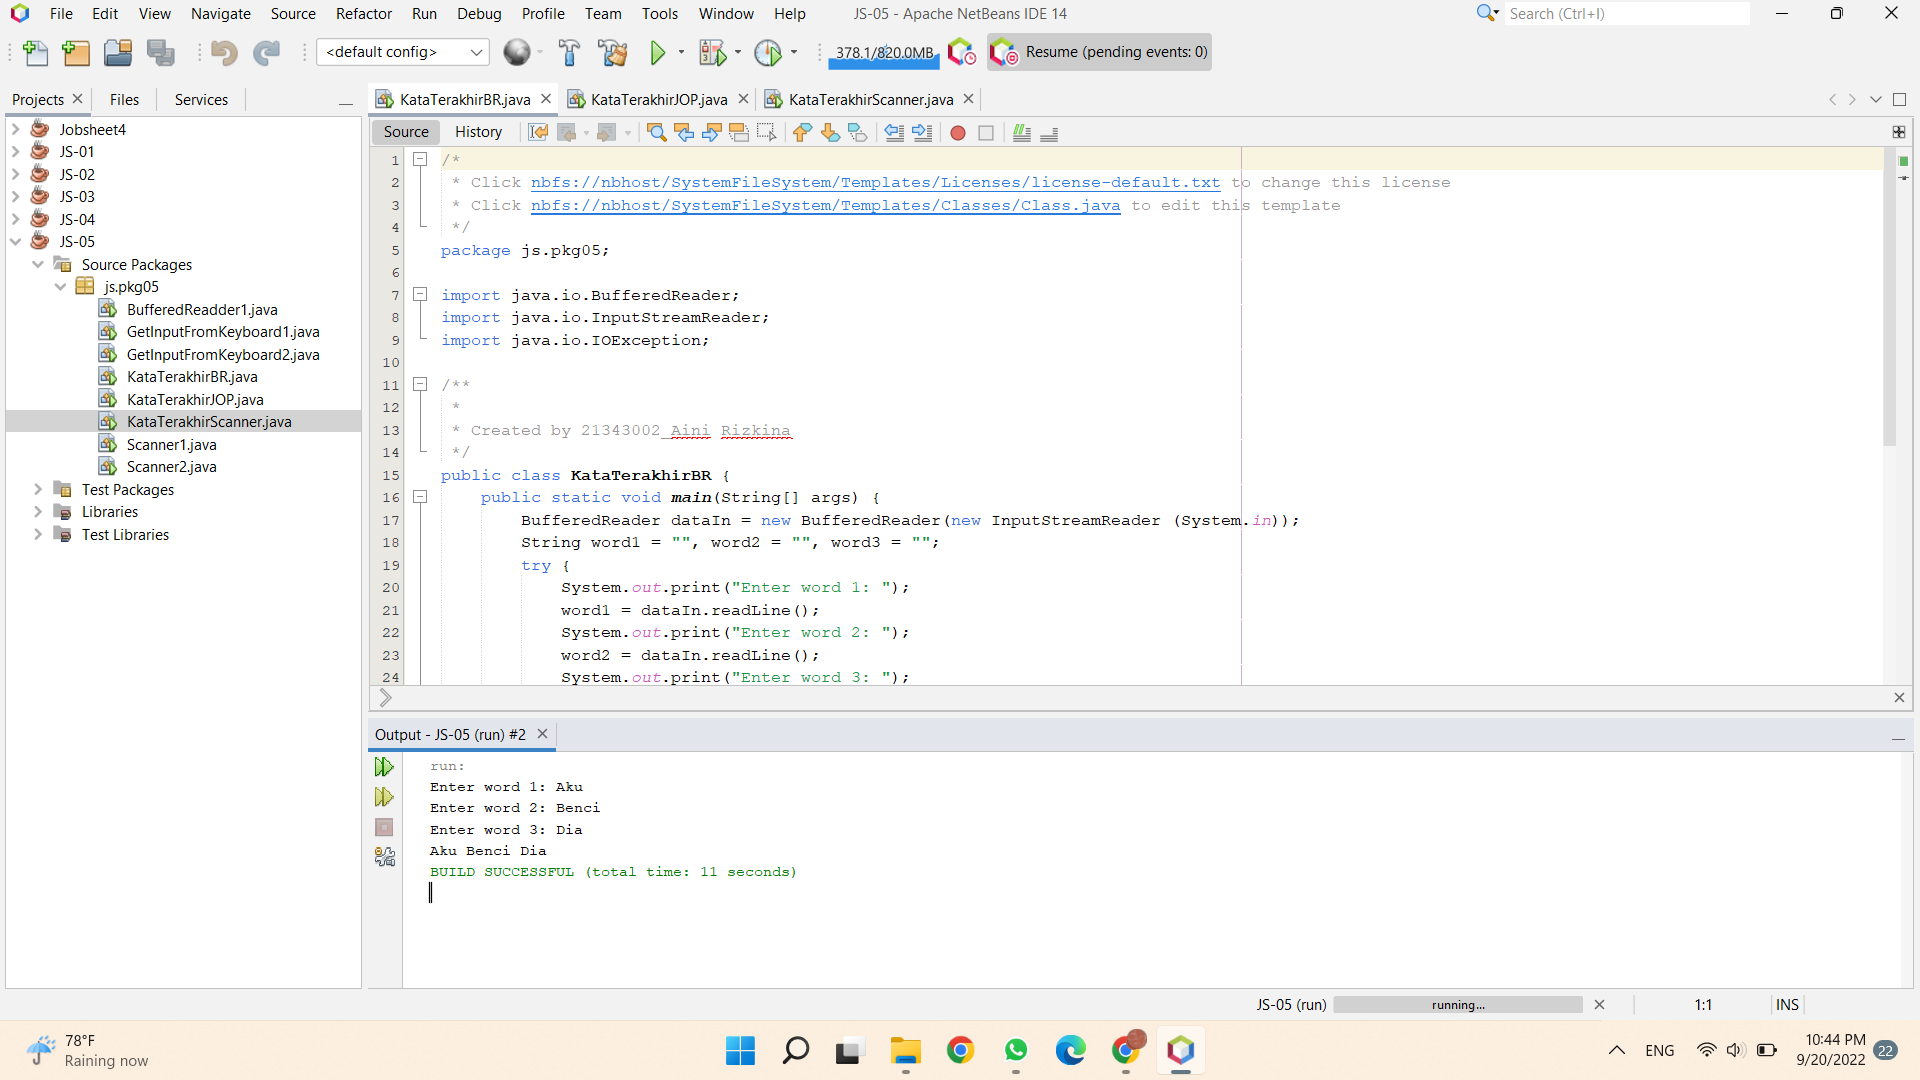 File Edit View Navigate Source Refactor Run Debug Profile Team Tools Window Help JS-05 - Apache NetBeans IDE 14 Search (Ctrl+I)
<default config> 378.1/820.0MB Resume (pending events: 0)
Projects Files Services KataTerakhirBR.java KataTerakhirJOP.java KataTerakhirScanner.java
Jobsheet4
JS-01
JS-02
JS-03
JS-04
JS-05
Source Packages
js.pkg05
BufferedReadder1.java
GetInputFromKeyboard1.java
GetInputFromKeyboard2.java
KataTerakhirBR.java
KataTerakhirJOP.java
KataTerakhirScanner.java
Scanner1.java
Scanner2.java
Test Packages
Libraries
Test Libraries
Source History
1 /*
2 * Click nbfs://nbhost/SystemFileSystem/Templates/Licenses/license-default.txt to change this license
3 * Click nbfs://nbhost/SystemFileSystem/Templates/Classes/Class.java to edit this template
4 */
5 package js.pkg05;
6
7 import java.io.BufferedReader;
8 import java.io.InputStreamReader;
9 import java.io.IOException;
10
11 /**
12 *
13 * Created by 21343002_Aini Rizkina
14 */
15 public class KataTerakhirBR {
16 public static void main(String[] args) {
17 BufferedReader dataIn = new BufferedReader(new InputStreamReader (System.in));
18 String word1 = "", word2 = "", word3 = "";
19 try {
20 System.out.print("Enter word 1: ");
21 word1 = dataIn.readLine();
22 System.out.print("Enter word 2: ");
23 word2 = dataIn.readLine();
24 System.out.print("Enter word 3: ");
Output - JS-05 (run) #2
run:
Enter word 1: Aku
Enter word 2: Benci
Enter word 3: Dia
Aku Benci Dia
BUILD SUCCESSFUL (total time: 11 seconds)
JS-05 (run) running... 1:1 INS
78°F
Raining now
ENG
10:44 PM
9/20/2022
22